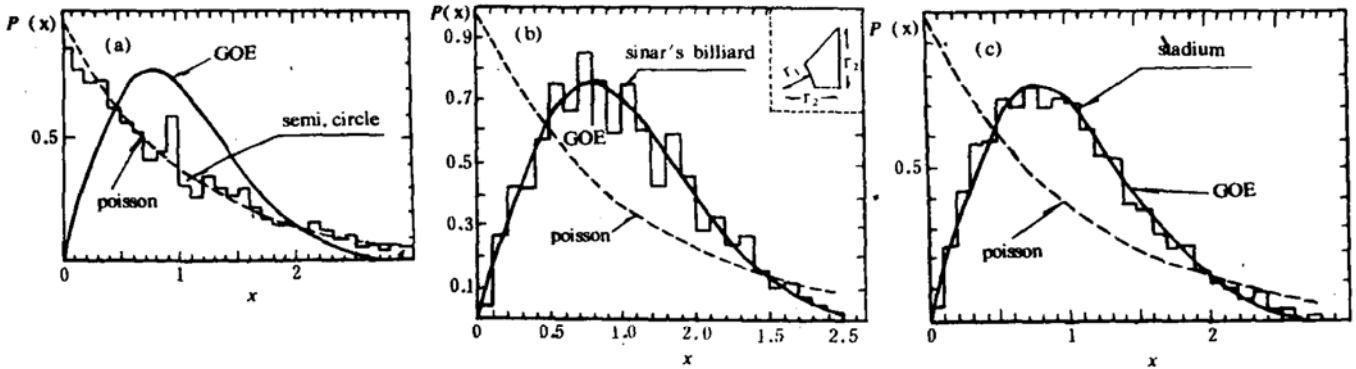 P (x)
(a)
GOE
0.5
semi, circle
poisson
0
1
2
x
P (x)
0.9
(b)
sinar's billiard
r₁
r₂
r₂
0.7
GOE
0.5
0.3
poisson
0.1
0
0.5
1.0
2.0
1.5
2.5
x
P (x)
(c)
stadium
0.5
GOE
poisson
0
1
2
x